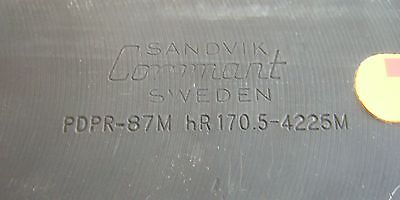 SANDVIK
Coromant
SWEDEN
PDPR-87M hR170.5-4225M